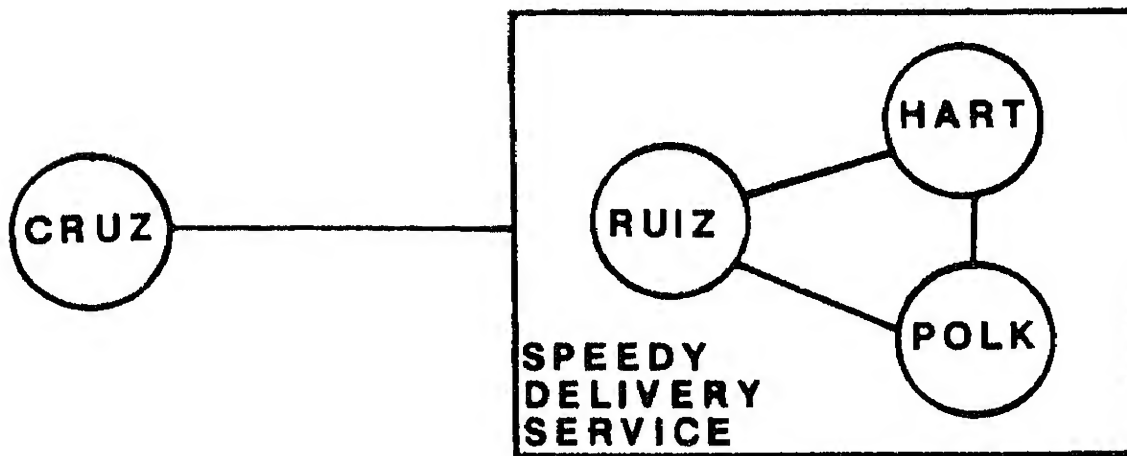 HART
CRUZ
RUIZ
POLK
SPEEDY
DELIVERY
SERVICE